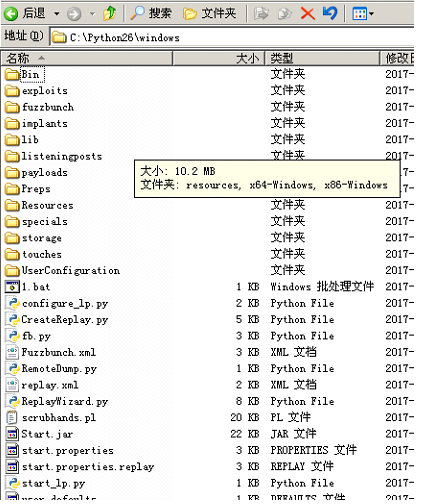 后退 搜索 文件夹
地址(D) C:\Python26\windows
名称 大小 类型 修改日
Bin 文件夹 2017-
exploits 文件夹 2017-
fuzzbunch 文件夹 2017-
implants 文件夹 2017-
lib 文件夹 2017-
listeningposts 文件夹 2017-
payloads
大小: 10.2 MB
Preps
文件夹: resources, x64-Windows, x86-Windows
Resources 文件夹 2017-
specials 文件夹 2017-
storage 文件夹 2017-
touches 文件夹 2017-
UserConfiguration 文件夹 2017-
1.bat 1 KB Windows 批处理文件 2017-
configure_lp.py 2 KB Python File 2017-
CreateReplay.py 5 KB Python File 2017-
fb.py 3 KB Python File 2017-
Fuzzbunch.xml 3 KB XML 文档 2017-
RemoteDump.py 1 KB Python File 2017-
replay.xml 2 KB XML 文档 2017-
ReplayWizard.py 8 KB Python File 2017-
scrubhands.pl 20 KB PL 文件 2017-
Start.jar 22 KB JAR 文件 2017-
start.properties 3 KB PROPERTIES 文件 2017-
start.properties.replay 3 KB REPLAY 文件 2017-
start_lp.py 1 KB Python File 2017-
user.defaults 1 KB DEFAULTS 文件 2017-